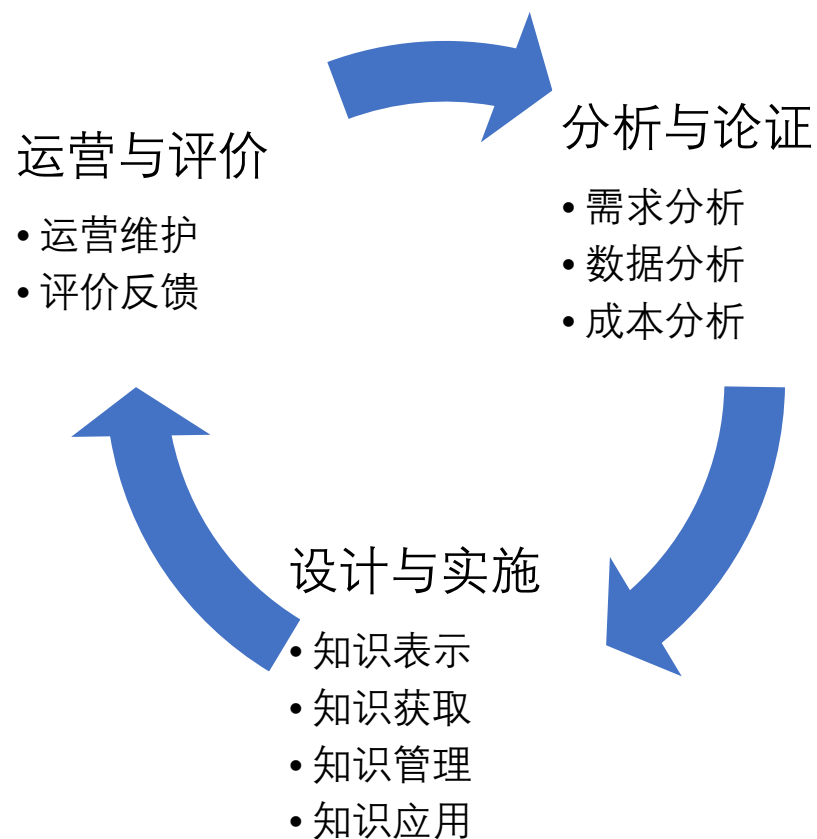 运营与评价
• 运营维护
• 评价反馈
分析与论证
• 需求分析
• 数据分析
• 成本分析
设计与实施
• 知识表示
• 知识获取
• 知识管理
• 知识应用